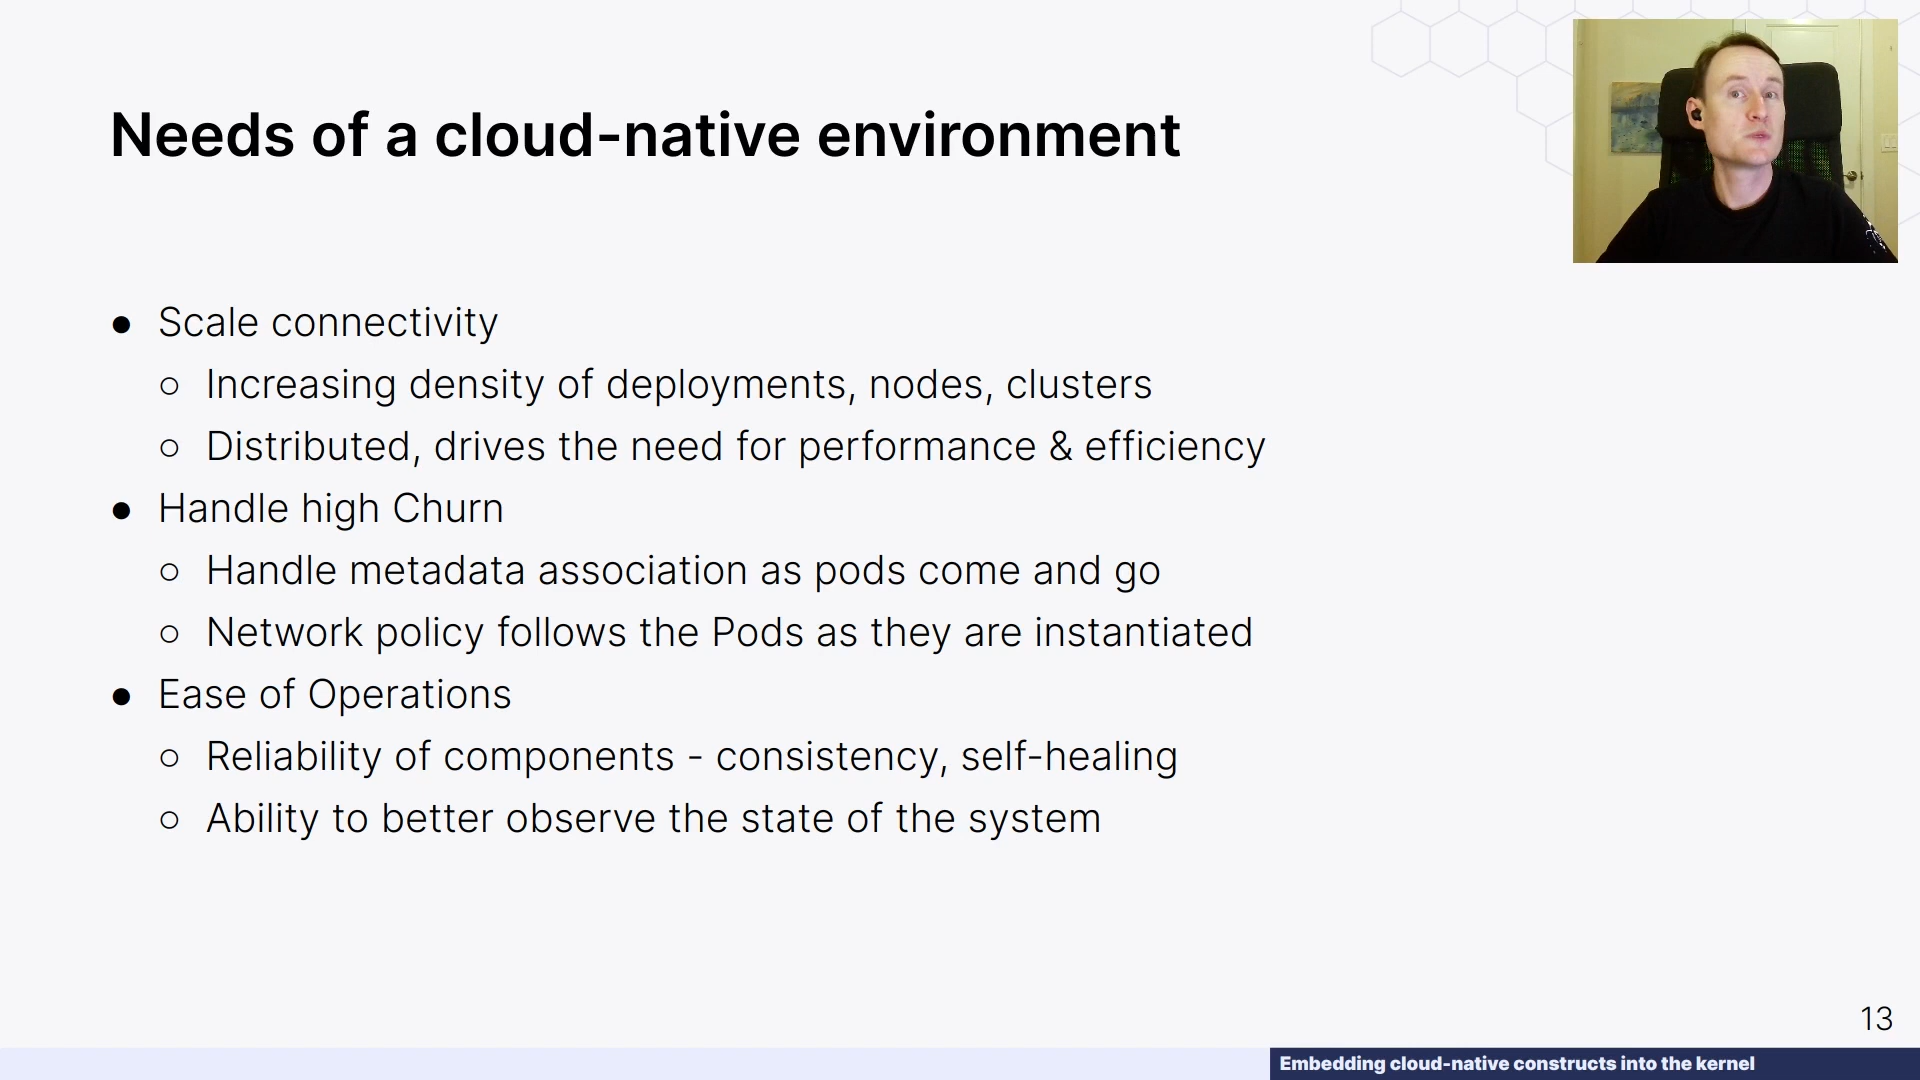 Needs of a cloud-native environment
● Scale connectivity
○ Increasing density of deployments, nodes, clusters
○ Distributed, drives the need for performance & efficiency
● Handle high Churn
○ Handle metadata association as pods come and go
○ Network policy follows the Pods as they are instantiated
● Ease of Operations
○ Reliability of components - consistency, self-healing
○ Ability to better observe the state of the system
13
Embedding cloud-native constructs into the kernel